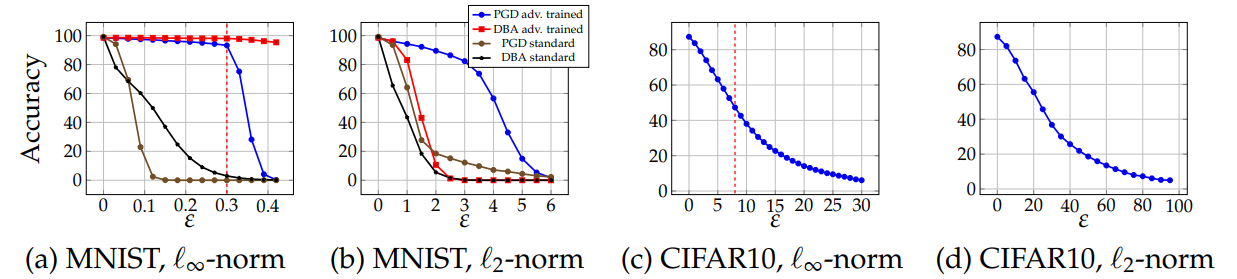 Accuracy
100
80
60
40
20
0
0 0.1 0.2 0.3 0.4
ε
(a) MNIST, ℓ∞-norm
PGD adv. trained
DBA adv. trained
PGD standard
DBA standard
100
80
60
40
20
0
0 1 2 3 4 5 6
ε
(b) MNIST, ℓ2-norm
80
60
40
20
0
0 5 10 15 20 25 30
ε
(c) CIFAR10, ℓ∞-norm
80
60
40
20
0
0 20 40 60 80 100
ε
(d) CIFAR10, ℓ2-norm